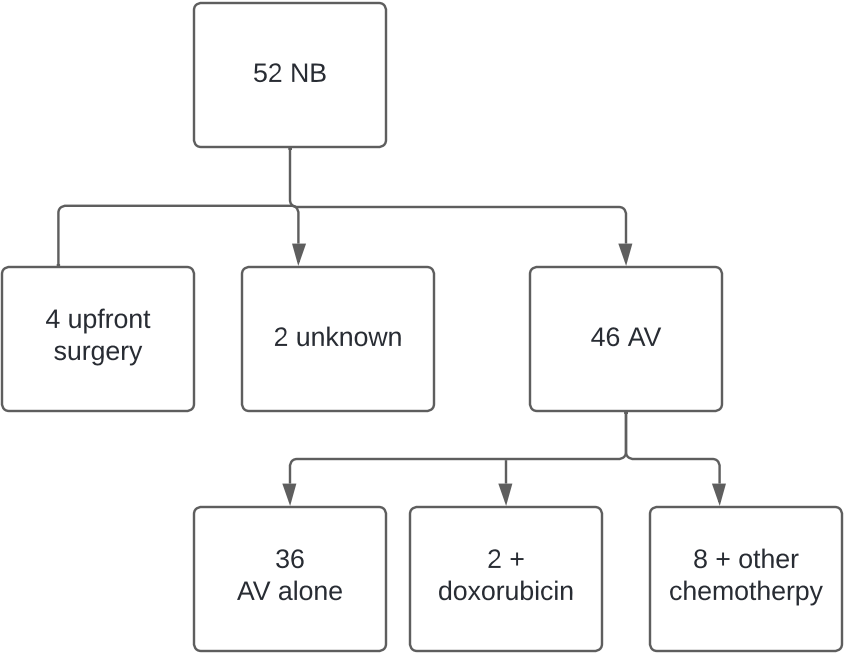 52 NB
4 upfront
surgery
2 unknown
46 AV
36
AV alone
2 +
doxorubicin
8 + other
chemotherpy